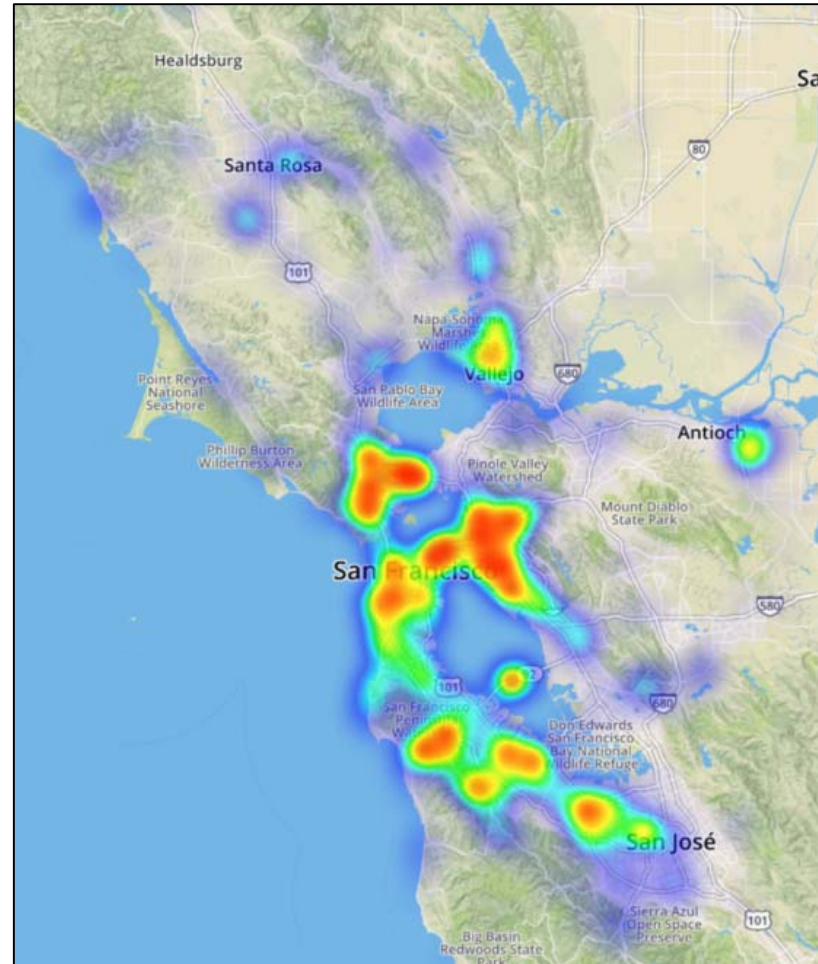 Healdsburg
Sa
80
Santa Rosa
101
Napa-Sonoma
Marshes
Wildlife
Vallejo
680
Point Reyes
National
Seashore
San Pablo Bay
Wildlife Area
Antioch
Phillip Burton
Wilderness Area
Pinole Valley
Watershed
Mount Diablo
State Park
San Francisco
580
101
92
680
San Francisco
Peninsula
Don Edwards
San Francisco
Bay National
Wildlife Refuge
San José
Sierra Azul
Open Space
Preserve
101
Big Basin
Redwoods State
Park